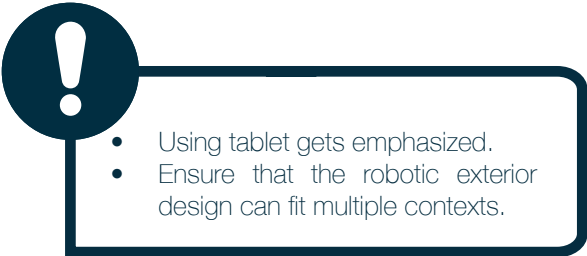 • Using tablet gets emphasized.
• Ensure that the robotic exterior
design can fit multiple contexts.